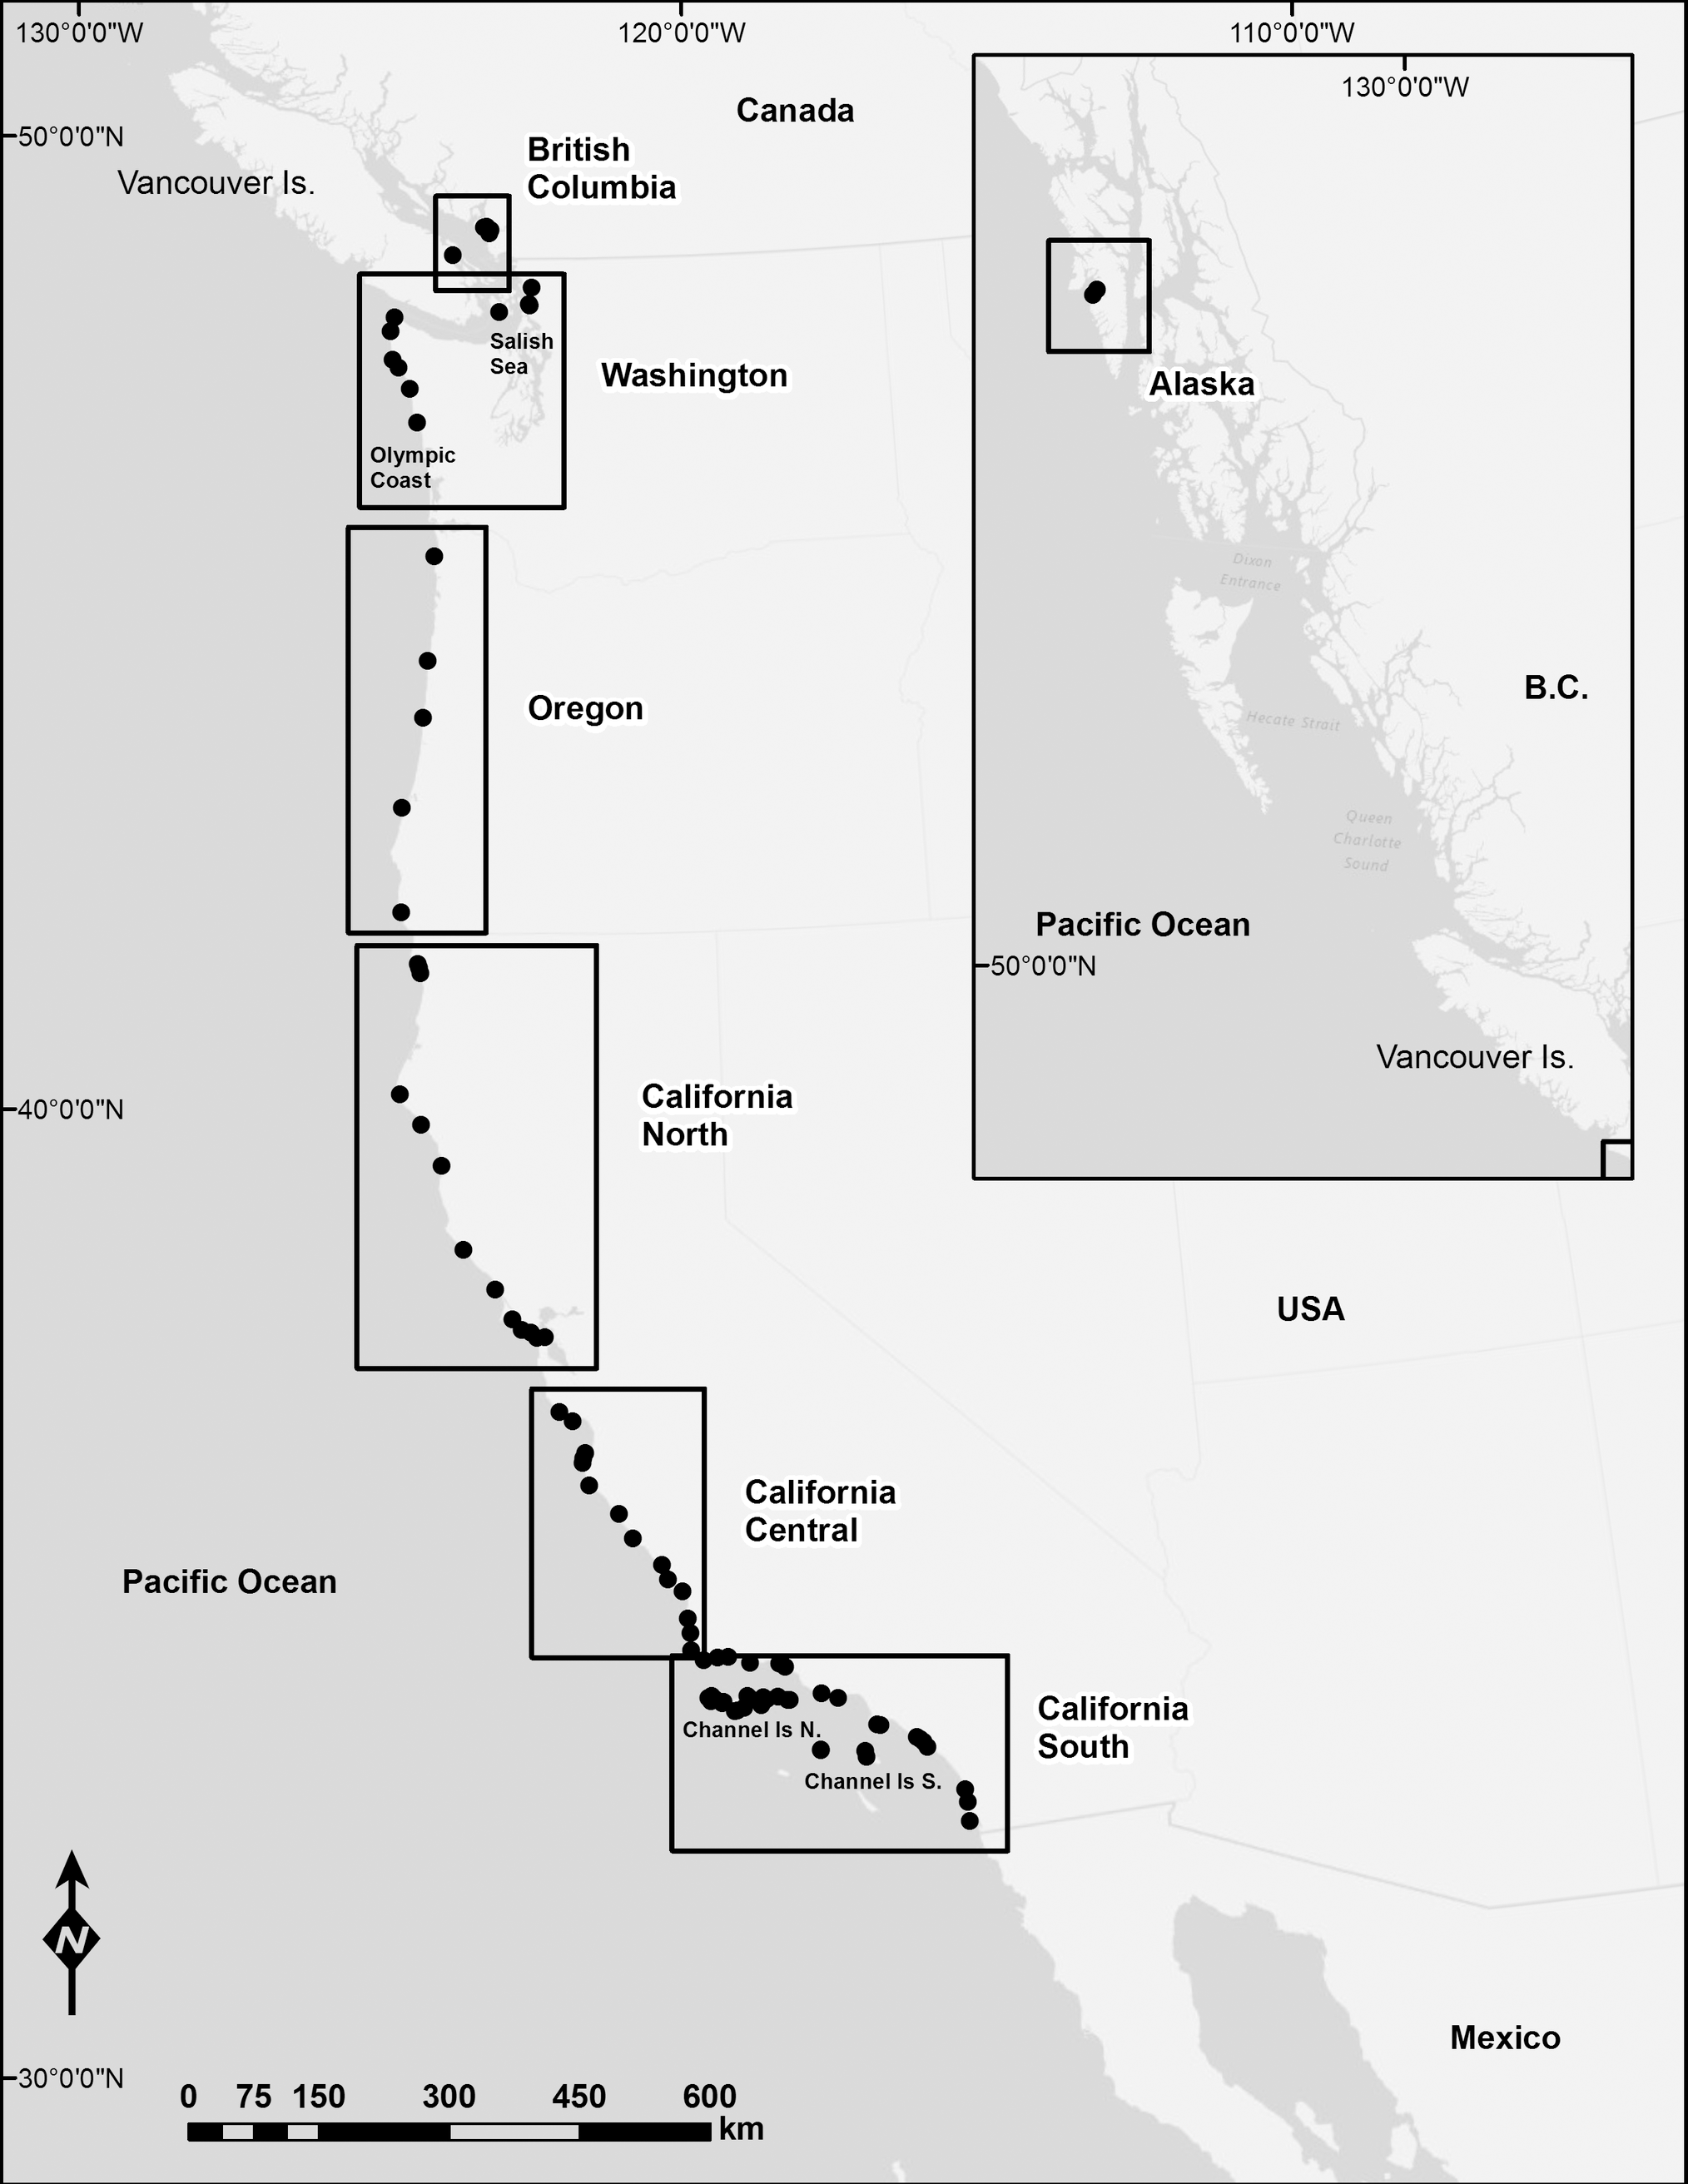 130°0'0"W
120°0'0"W
110°0'0"W
130°0'0"W
Canada
50°0'0"N
British
Columbia
Vancouver Is.
Salish
Sea
Washington
Alaska
Olympic
Coast
Dixon
Entrance
B.C.
Oregon
Hecate Strait
Queen
Charlotte
Sound
Pacific Ocean
50°0'0"N
Vancouver Is.
40°0'0"N
California
North
USA
California
Central
Pacific Ocean
Channel Is N.
California
South
Channel Is S.
N
Mexico
30°0'0"N
0 75 150 300 450 600
km